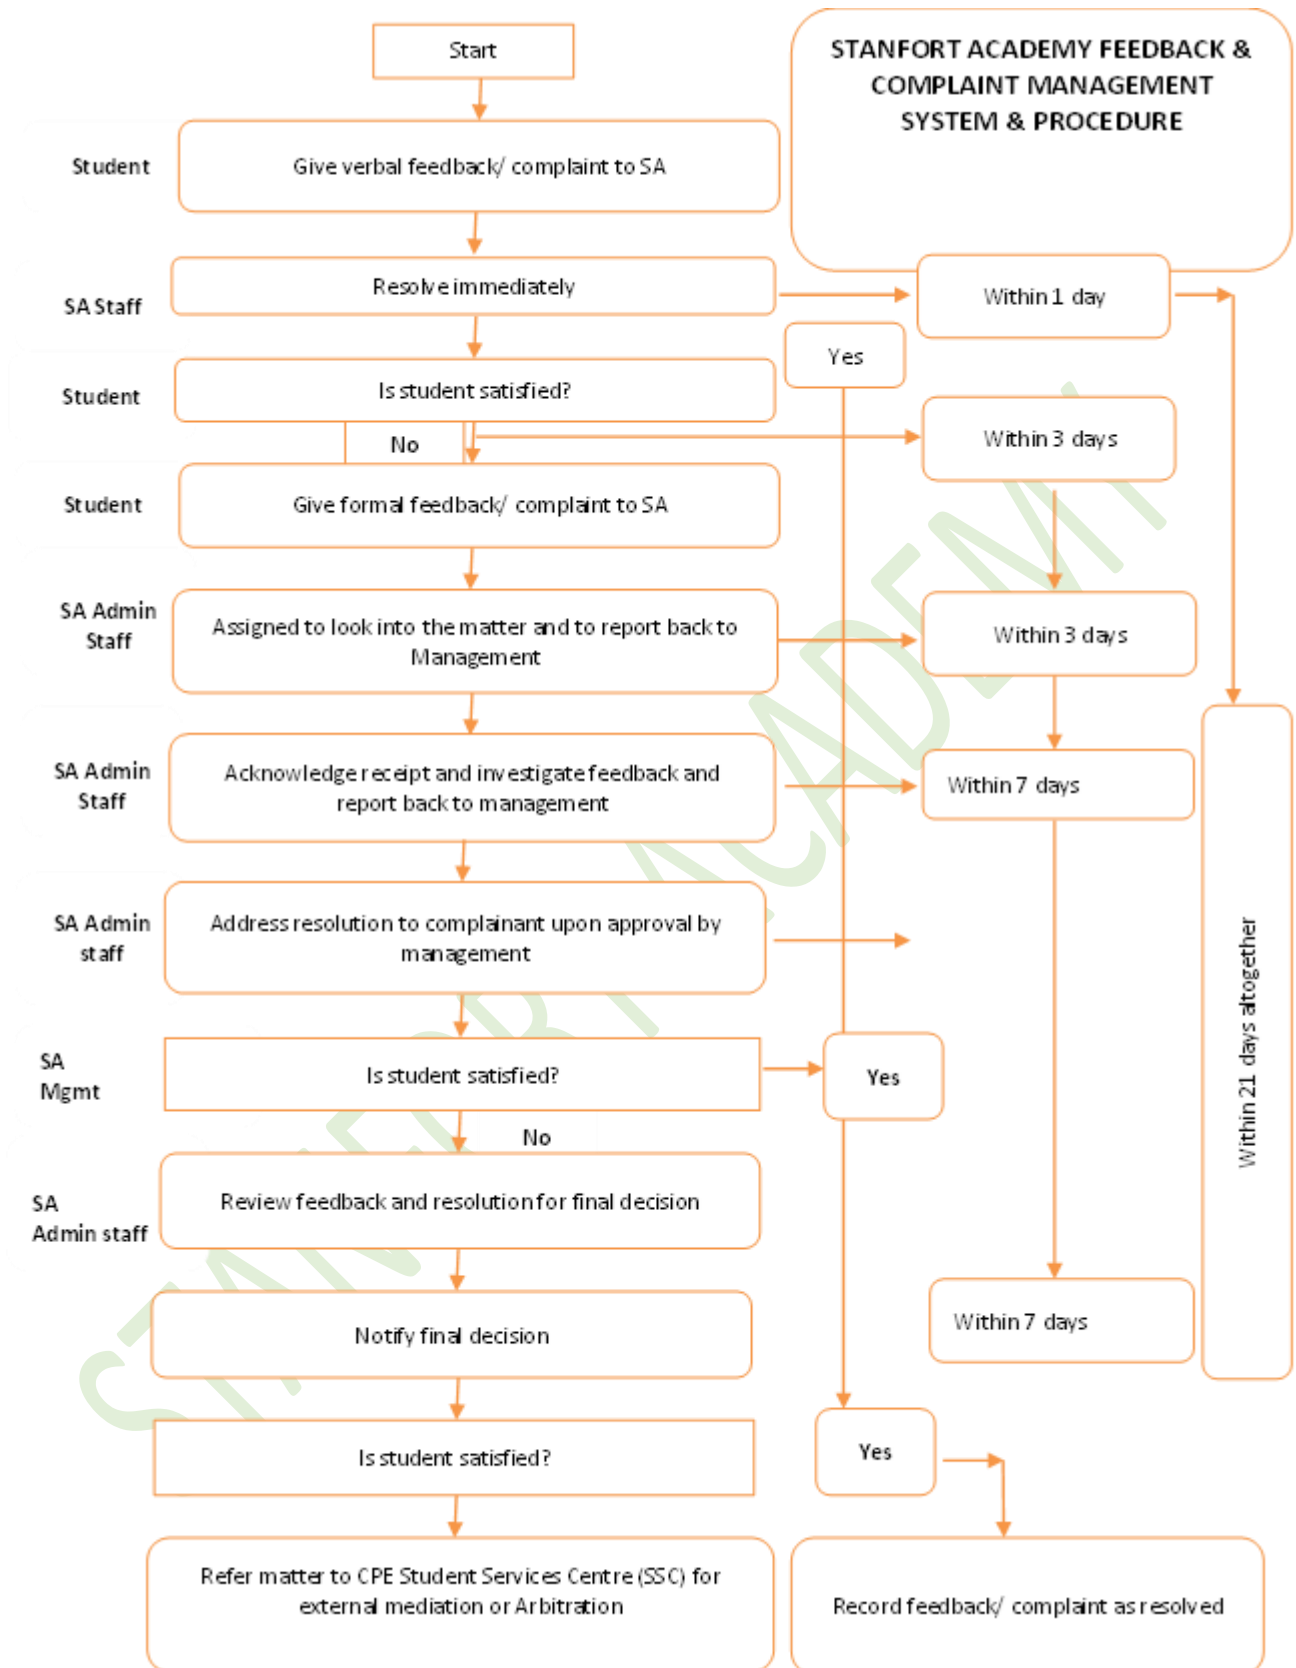 Start
STANFORT ACADEMY FEEDBACK &
COMPLAINT MANAGEMENT
SYSTEM & PROCEDURE
Student
Give verbal feedback/ complaint to SA
SA Staff
Resolve immediately
Within 1 day
Yes
Student
Is student satisfied?
No
Within 3 days
Student
Give formal feedback/ complaint to SA
SA Admin
Staff
Assigned to look into the matter and to report back to
Management
Within 3 days
SA Admin
Staff
Acknowledge receipt and investigate feedback and
report back to management
Within 7 days
SA Admin
staff
Address resolution to complainant upon approval by
management
Within 21 days altogether
SA
Mgmt
Is student satisfied?
Yes
No
SA
Admin staff
Review feedback and resolution for final decision
Notify final decision
Within 7 days
Is student satisfied?
Yes
Refer matter to CPE Student Services Centre (SSC) for
external mediation or Arbitration
Record feedback/ complaint as resolved
STANFORT ACADEMY